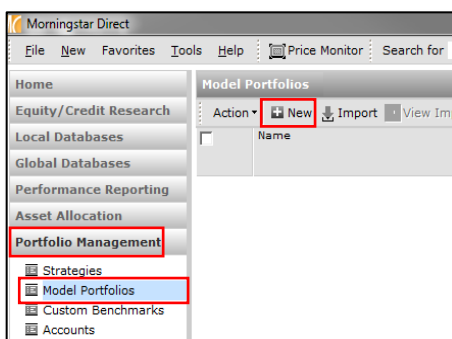 Morningstar Direct
File New Favorites Tools Help Price Monitor Search for
Home
Equity/Credit Research
Local Databases
Global Databases
Performance Reporting
Asset Allocation
Portfolio Management
Strategies
Model Portfolios
Custom Benchmarks
Accounts
Model Portfolios
Action New Import View Im
Name